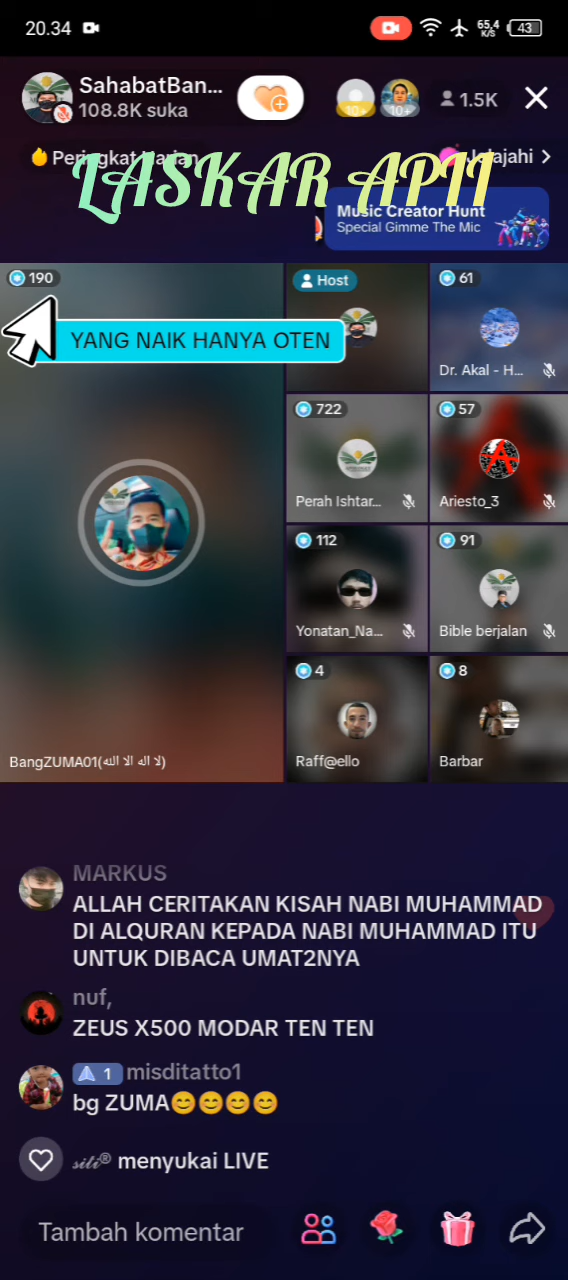 20.34
65,4
K/S
43
SahabatBan...
108.8K suka
10+
10+
1.5K
Peringkat Harian
Jelajahi
LASKAR APII
Music Creator Hunt
Special Gimme The Mic
190
Host
61
YANG NAIK HANYA OTEN
Dr. Akal - H...
722
57
Perah Ishtar...
Ariesto_3
112
91
Yonatan_Na...
Bible berjalan
4
8
BangZUMA01(لا اله الا الله)
Raff@ello
Barbar
MARKUS
ALLAH CERITAKAN KISAH NABI MUHAMMAD
DI ALQURAN KEPADA NABI MUHAMMAD ITU
UNTUK DIBACA UMAT2NYA
nuf,
ZEUS X500 MODAR TEN TEN
1 misditatto1
bg ZUMA😊😊😊😊
𝓼𝓲𝓽𝓲® menyukai LIVE
Tambah komentar